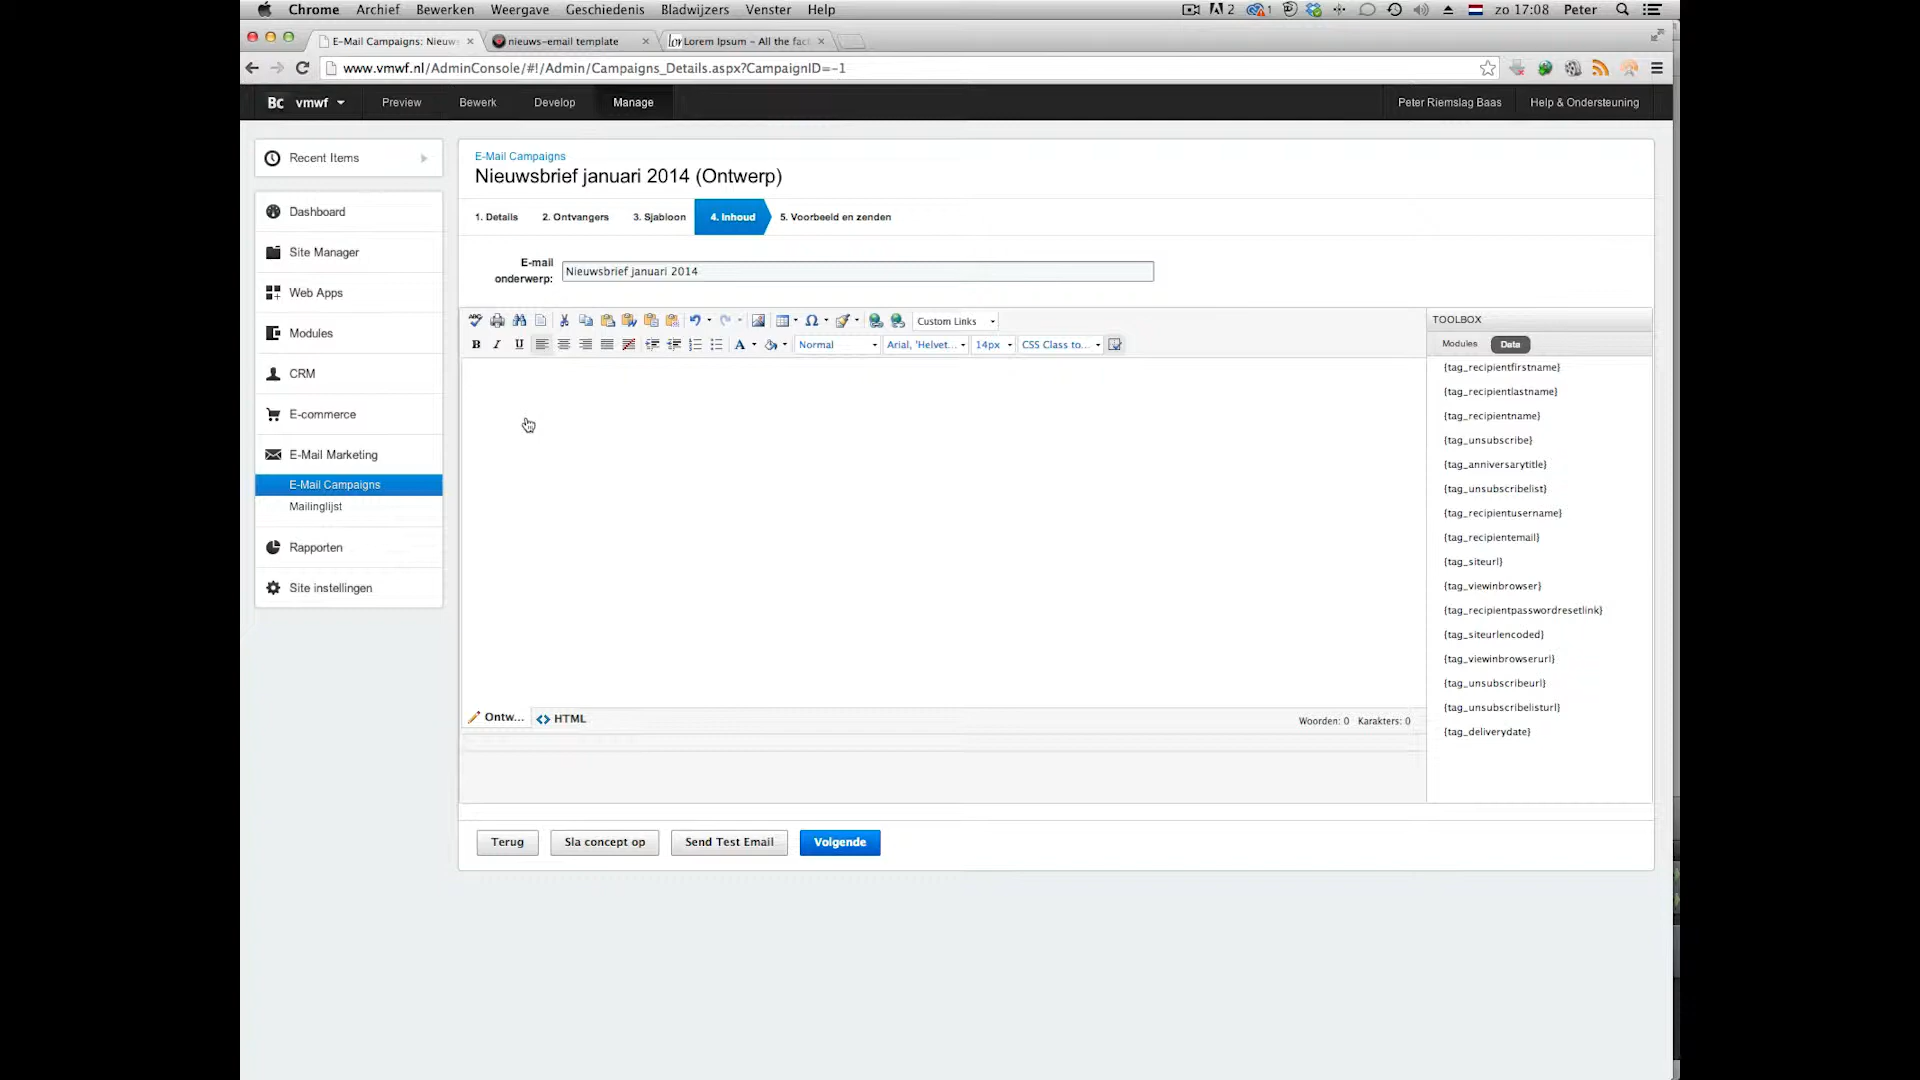 Chrome Archief Bewerken Weergave Geschiedenis Bladwijzers Venster Help
2 1 zo 17:08 Peter
E-Mail Campaigns: Nieuws
nieuws-email template
Lorem Ipsum - All the fac
www.vmwf.nl/AdminConsole/#!/Admin/Campaigns_Details.aspx?CampaignID=-1
Bc vmwf Preview Bewerk Develop Manage Peter Riemslag Baas Help & Ondersteuning
Recent Items
Dashboard
Site Manager
Web Apps
Modules
CRM
E-commerce
E-Mail Marketing
E-Mail Campaigns
Mailinglijst
Rapporten
Site instellingen
E-Mail Campaigns
Nieuwsbrief januari 2014 (Ontwerp)
1. Details 2. Ontvangers 3. Sjabloon 4. Inhoud 5. Voorbeeld en zenden
E-mail
onderwerp:
Nieuwsbrief januari 2014
Custom Links
B I U A Normal Arial, 'Helvet... 14px CSS Class to...
TOOLBOX
Modules Data
{tag_recipientfirstname}
{tag_recipientlastname}
{tag_recipientname}
{tag_unsubscribe}
{tag_anniversarytitle}
{tag_unsubscribelist}
{tag_recipientusername}
{tag_recipientemail}
{tag_siteurl}
{tag_viewinbrowser}
{tag_recipientpasswordresetlink}
{tag_siteurlencoded}
{tag_viewinbrowserurl}
{tag_unsubscribeurl}
{tag_unsubscribelisturl}
{tag_deliverydate}
Ontw... HTML
Woorden: 0 Karakters: 0
Terug Sla concept op Send Test Email Volgende